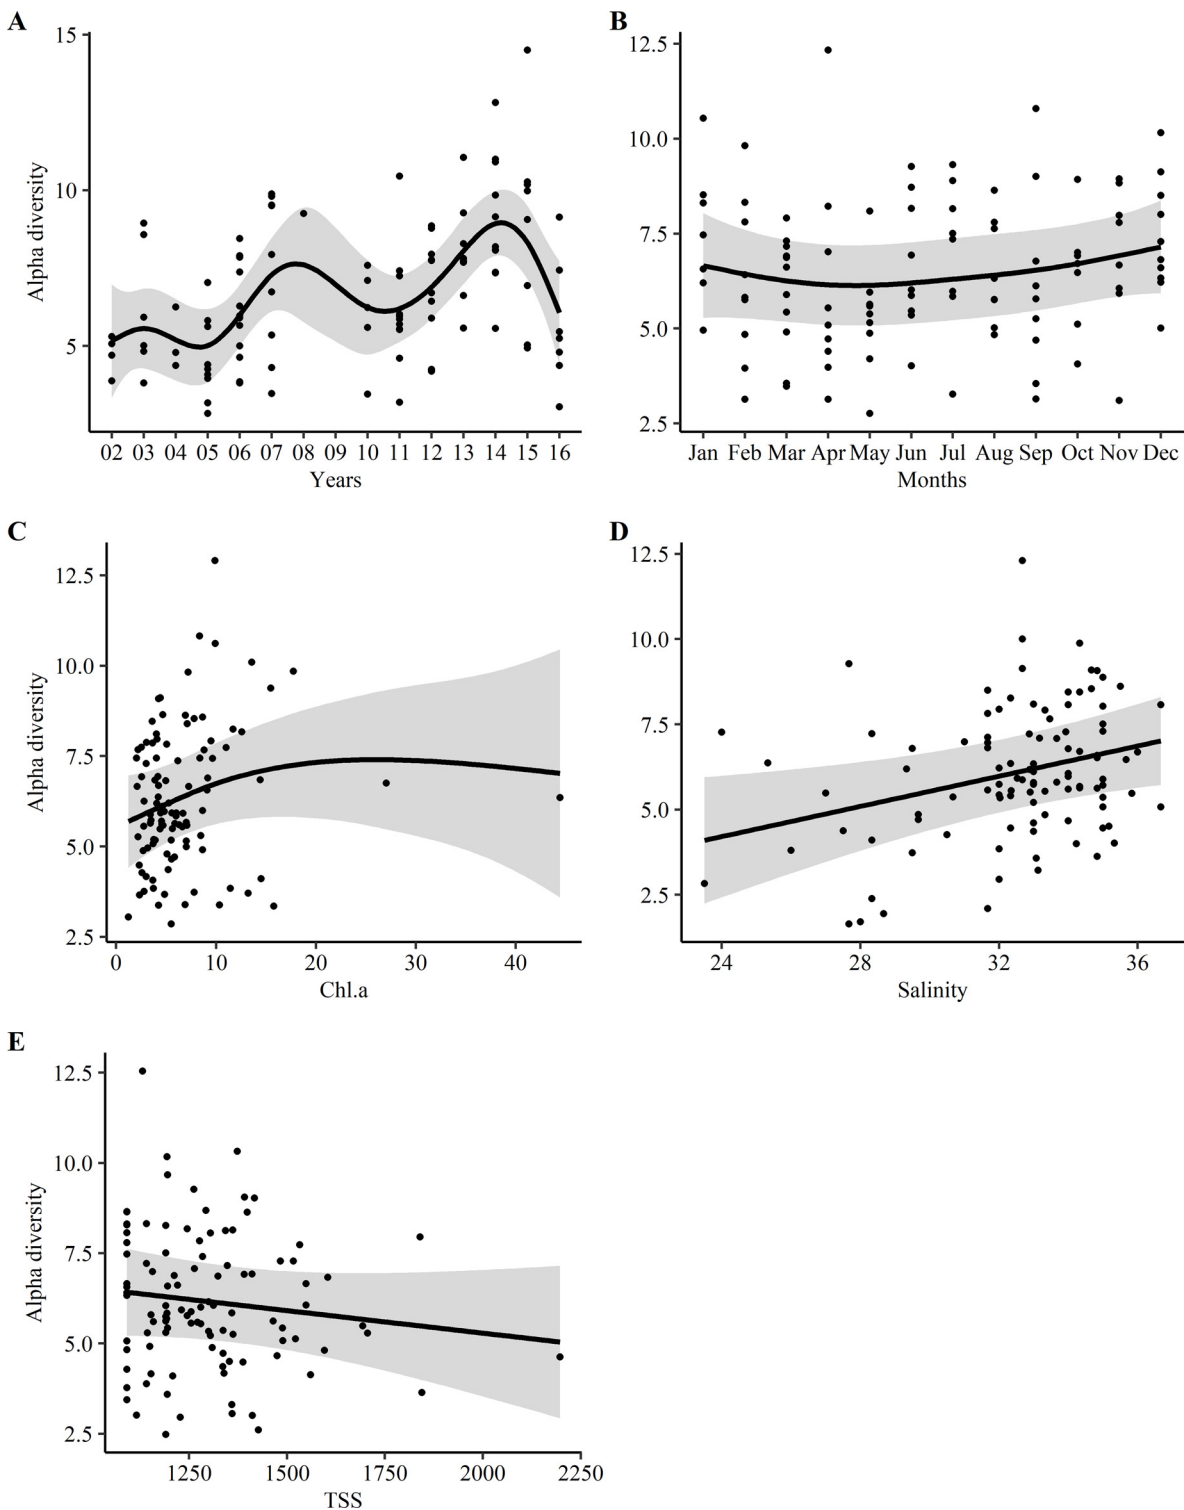 A
15
10
5
Alpha diversity
02 03 04 05 06 07 08 09 10 11 12 13 14 15 16
Years
B
12.5
10.0
7.5
5.0
2.5
Jan Feb Mar Apr May Jun Jul Aug Sep Oct Nov Dec
Months
C
12.5
10.0
7.5
5.0
2.5
Alpha diversity
0 10 20 30 40
Chl.a
D
12.5
10.0
7.5
5.0
2.5
24 28 32 36
Salinity
E
12.5
10.0
7.5
5.0
2.5
Alpha diversity
1250 1500 1750 2000 2250
TSS